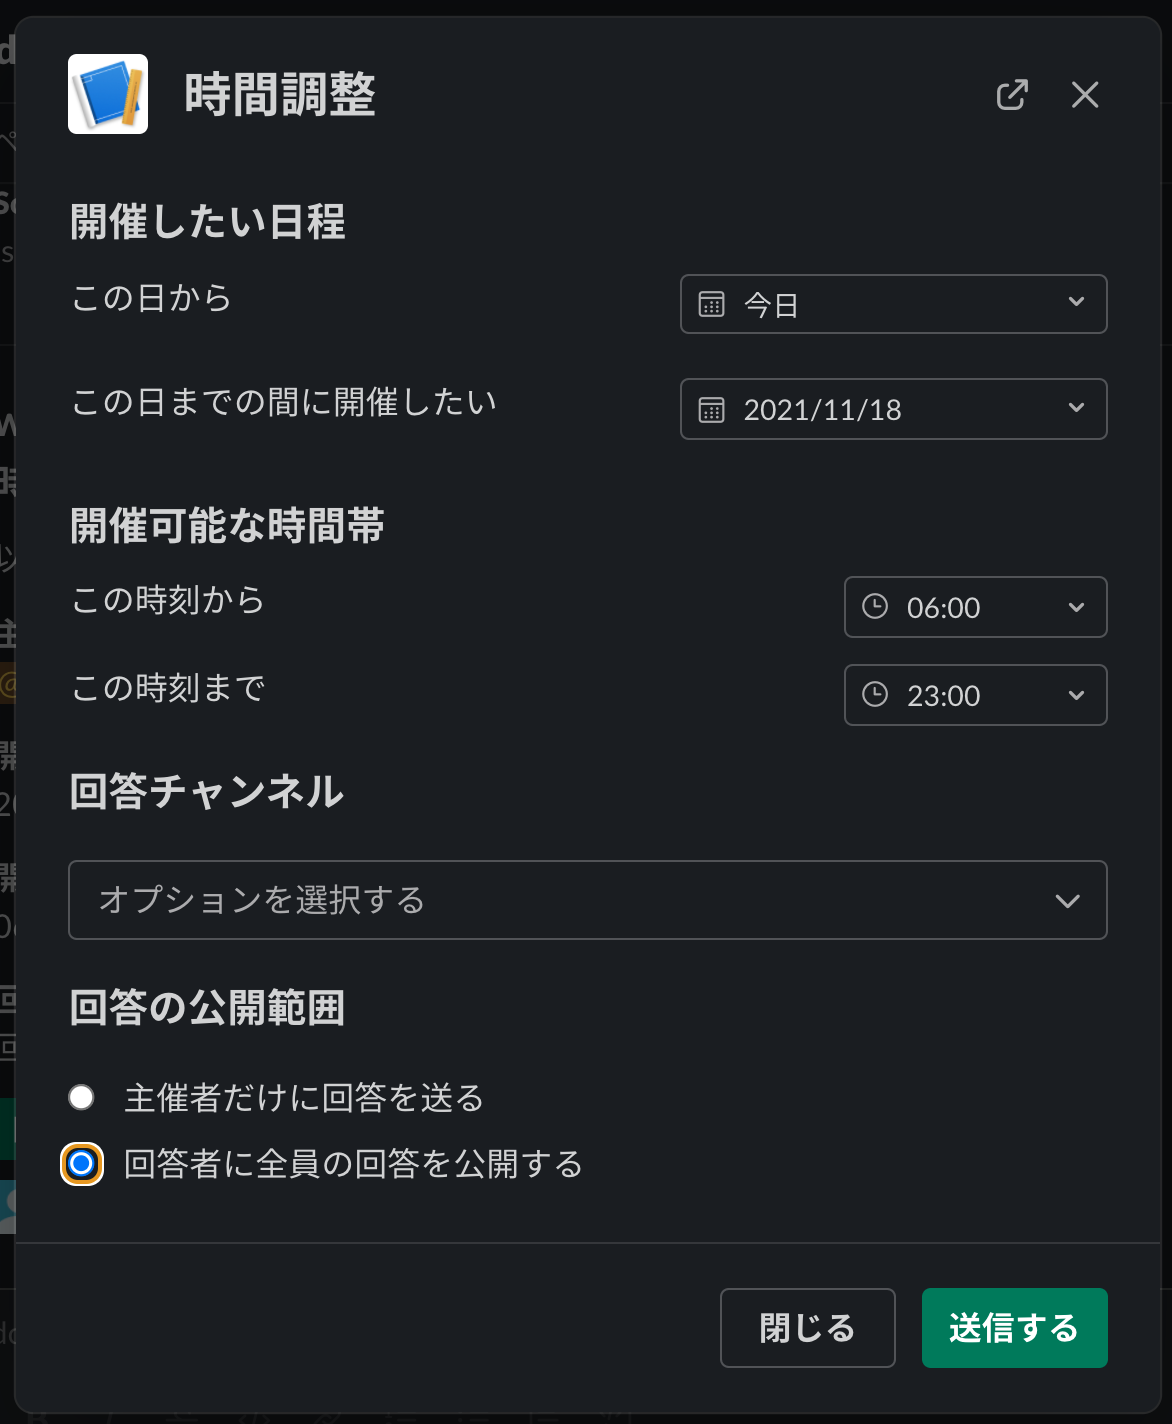 時間調整
開催したい日程
この日から
今日
この日までの間に開催したい
2021/11/18
開催可能な時間帯
この時刻から
06:00
この時刻まで
23:00
回答チャンネル
オプションを選択する
回答の公開範囲
主催者だけに回答を送る
回答者に全員の回答を公開する
閉じる
送信する